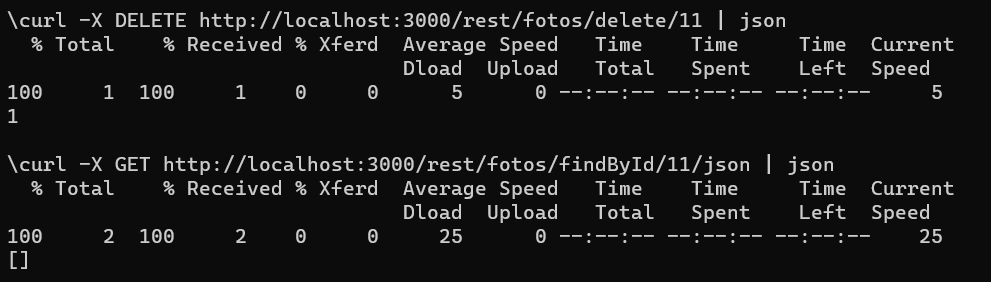 \curl -X DELETE http://localhost:3000/rest/fotos/delete/11 | json
  % Total    % Received % Xferd  Average Speed   Time    Time     Time  Current
                                 Dload  Upload   Total   Spent    Left  Speed
100     1  100     1    0     0      5      0 --:--:-- --:--:-- --:--:--     5
1

\curl -X GET http://localhost:3000/rest/fotos/findById/11/json | json
  % Total    % Received % Xferd  Average Speed   Time    Time     Time  Current
                                 Dload  Upload   Total   Spent    Left  Speed
100     2  100     2    0     0     25      0 --:--:-- --:--:-- --:--:--    25
[]